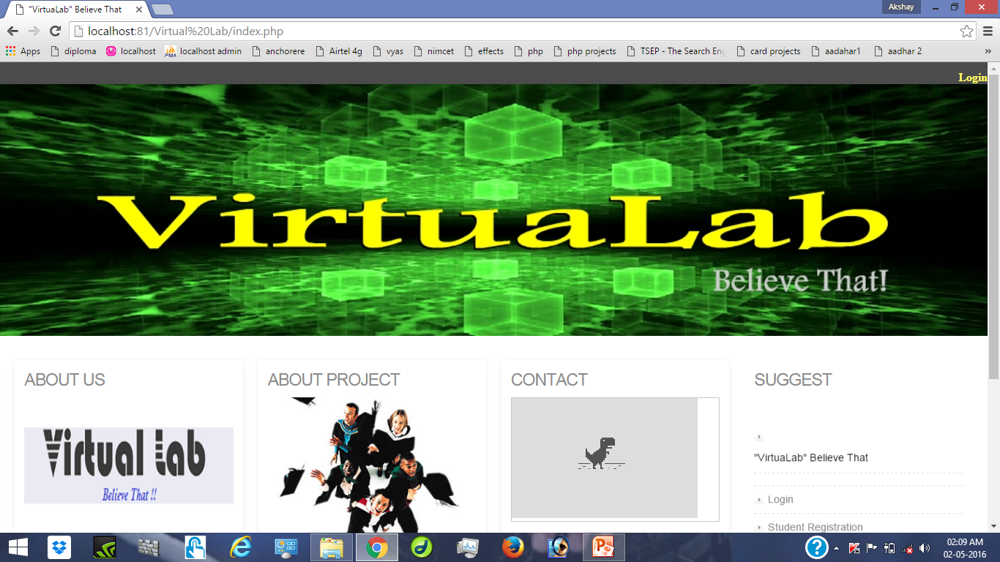 "VirtuaLab" Believe That
Akshay
localhost:81/Virtual%20Lab/index.php
Apps diploma localhost localhost admin anchorere Airtel 4g vyas nimcet effects php php projects TSEP - The Search Eng card projects aadahar1 aadhar 2 »
PMA
Login
VirtuaLab
Believe That!
ABOUT US
Virtual Lab
Believe That !!
ABOUT PROJECT
CONTACT
SUGGEST
"VirtuaLab" Believe That
Login
Student Registration
02:09 AM
02-05-2016